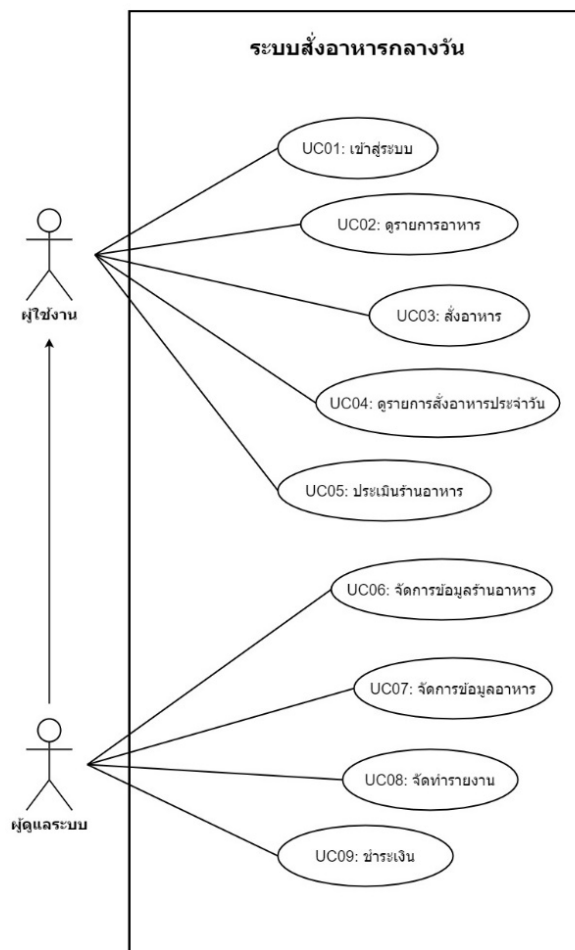 ระบบสั่งอาหารกลางวัน
UC01: เข้าสู่ระบบ
UC02: ดูรายการอาหาร
ผู้ใช้งาน
UC03: สั่งอาหาร
UC04: ดูรายการสั่งอาหารประจำวัน
UC05: ประเมินร้านอาหาร
UC06: จัดการข้อมูลร้านอาหาร
UC07: จัดการข้อมูลอาหาร
UC08: จัดทำรายงาน
ผู้ดูแลระบบ
UC09: ชำระเงิน